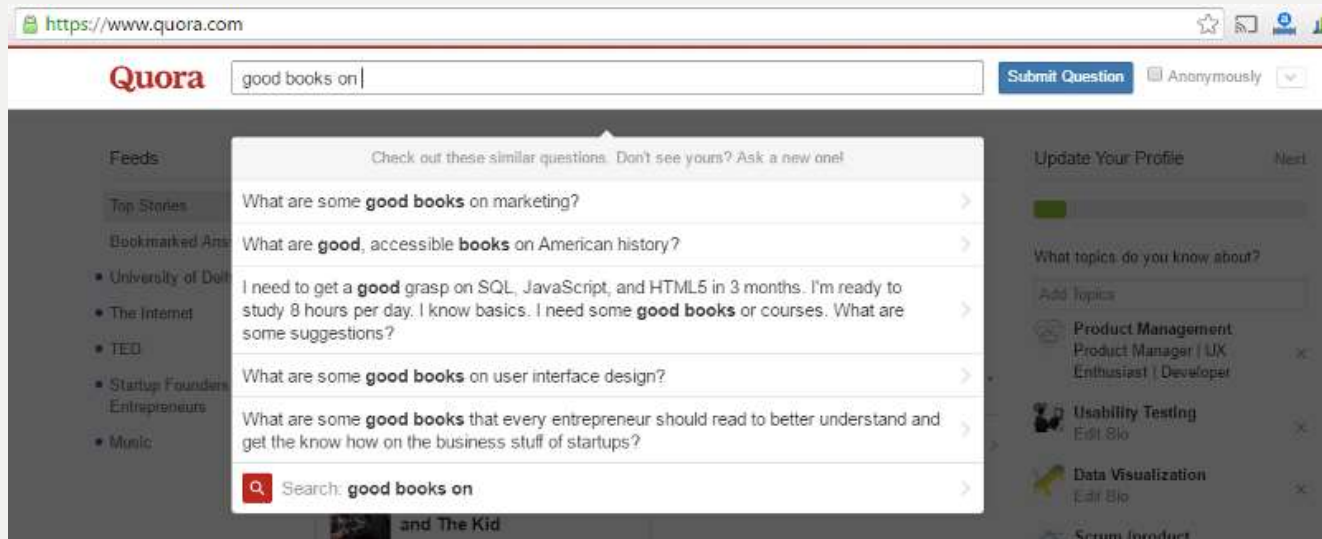 https://www.quora.com
Quora
good books on
Submit Question
Anonymously
Feeds
Check out these similar questions. Don't see yours? Ask a new one!
Update Your Profile
Next
Top Stories
What are some good books on marketing?
Bookmarked Ans
What are good, accessible books on American history?
What topics do you know about?
University of Delh
I need to get a good grasp on SQL, JavaScript, and HTML5 in 3 months. I'm ready to
study 8 hours per day. I know basics. I need some good books or courses. What are
some suggestions?
Add Topics
The Internet
TED
Product Management
Product Manager | UX
Enthusiast | Developer
What are some good books on user interface design?
Startup Founders
Entrepreneurs
What are some good books that every entrepreneur should read to better understand and
get the know how on the business stuff of startups?
Usability Testing
Edit Bio
Music
Search: good books on
Data Visualization
Edit Bio
and The Kid
Scrum (product